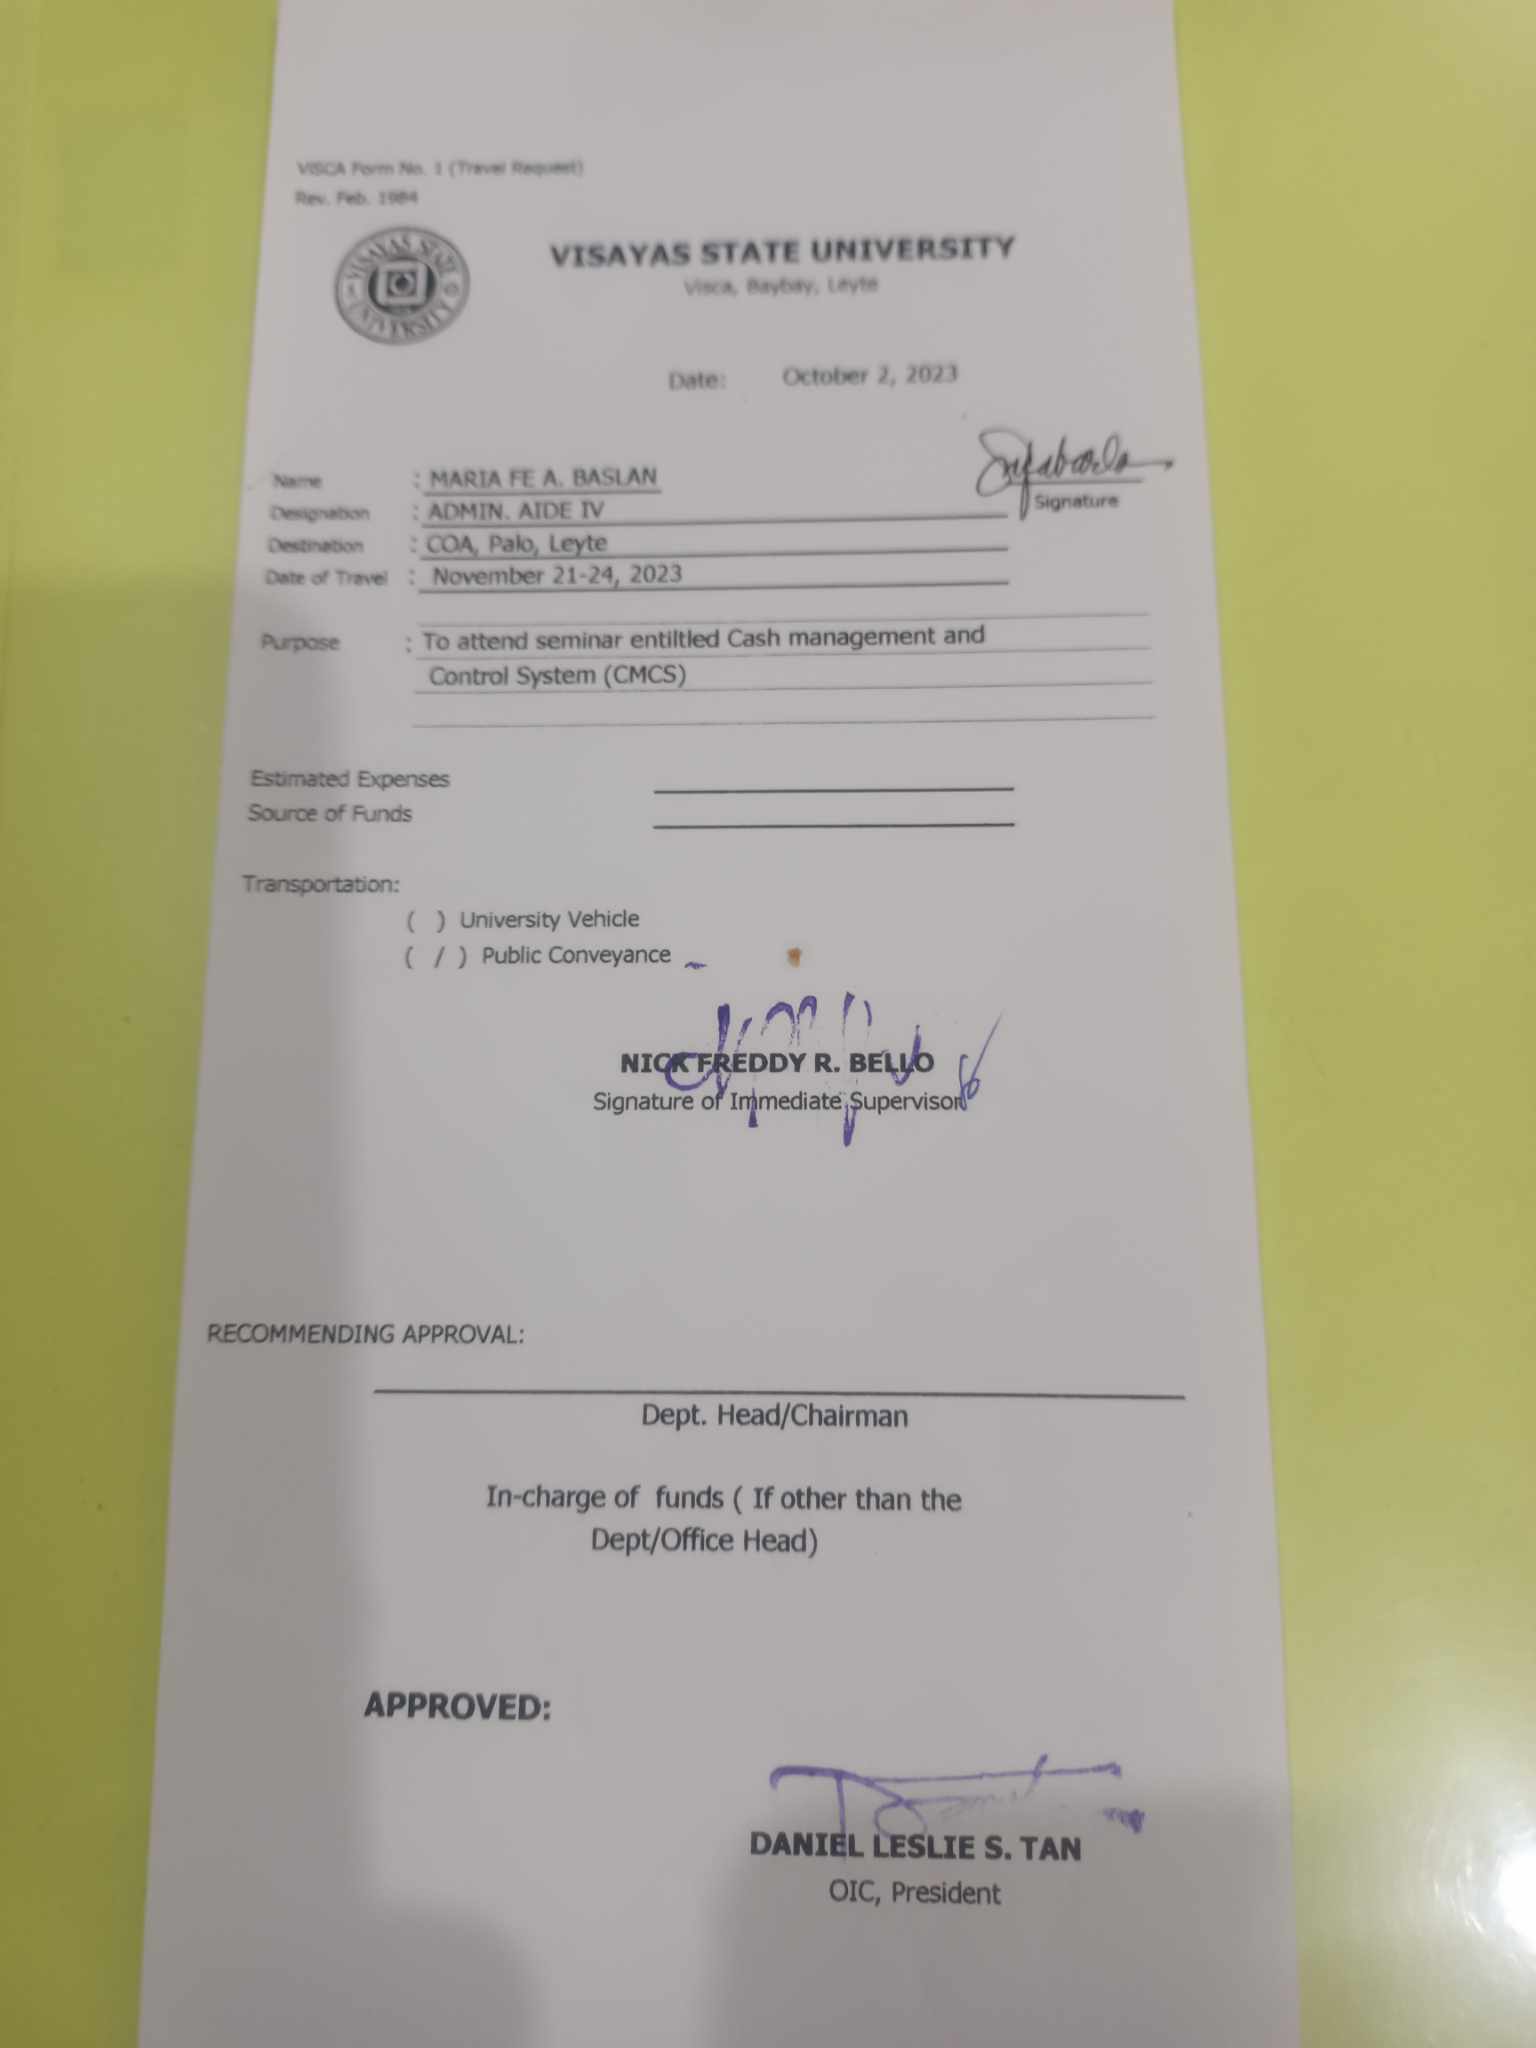 VISCA Form No. 1 (Travel Request)
Rev. Feb. 1984
VISAYAS STATE UNIVERSITY
VISAYAS STATE UNIVERSITY
Visca, Baybay, Leyte
Date: October 2, 2023
Name : MARIA FE A. BASLAN
Signature
Designation : ADMIN. AIDE IV
Destination : COA, Palo, Leyte
Date of Travel : November 21-24, 2023
Purpose : To attend seminar entiltled Cash management and
Control System (CMCS)
Estimated Expenses
Source of Funds
Transportation:
( ) University Vehicle
( / ) Public Conveyance
NICK FREDDY R. BELLO
Signature of Immediate Supervisor
RECOMMENDING APPROVAL:
Dept. Head/Chairman
In-charge of funds ( If other than the
Dept/Office Head)
APPROVED:
DANIEL LESLIE S. TAN
OIC, President